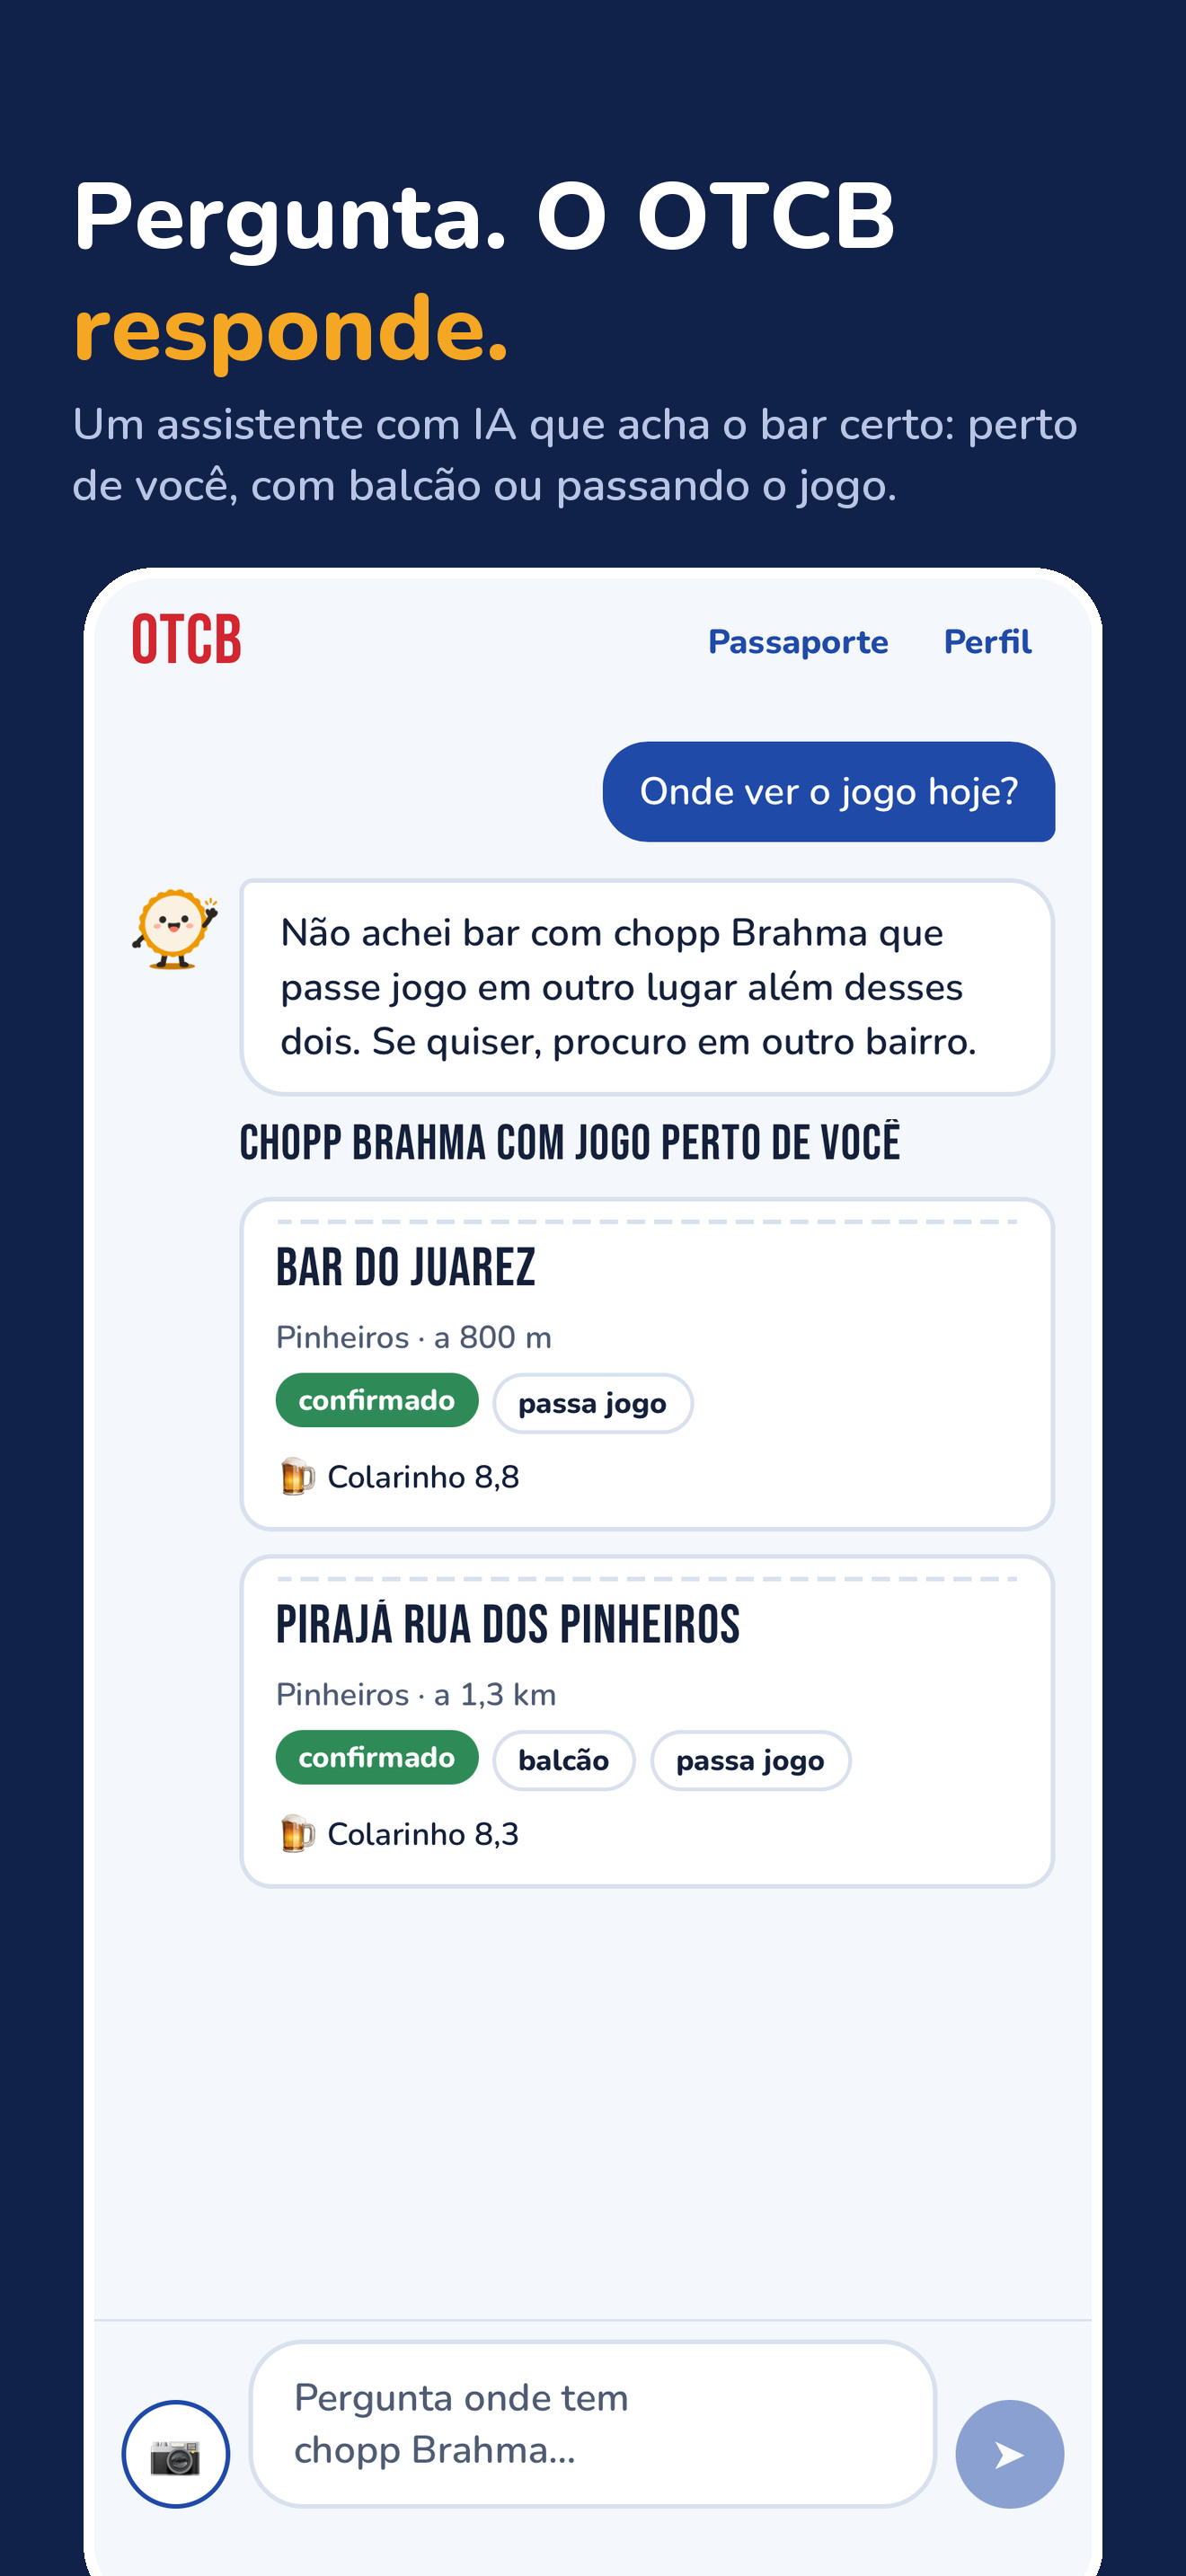 Pergunta. O OTCB
responde.
Um assistente com IA que acha o bar certo: perto
de você, com balcão ou passando o jogo.
OTCB
Passaporte
Perfil
Onde ver o jogo hoje?
Não achei bar com chopp Brahma que
passe jogo em outro lugar além desses
dois. Se quiser, procuro em outro bairro.
CHOPP BRAHMA COM JOGO PERTO DE VOCÊ
BAR DO JUAREZ
Pinheiros · a 800 m
confirmado
passa jogo
🍺 Colarinho 8,8
PIRAJÁ RUA DOS PINHEIROS
Pinheiros · a 1,3 km
confirmado
balcão
passa jogo
🍺 Colarinho 8,3
Pergunta onde tem
chopp Brahma...